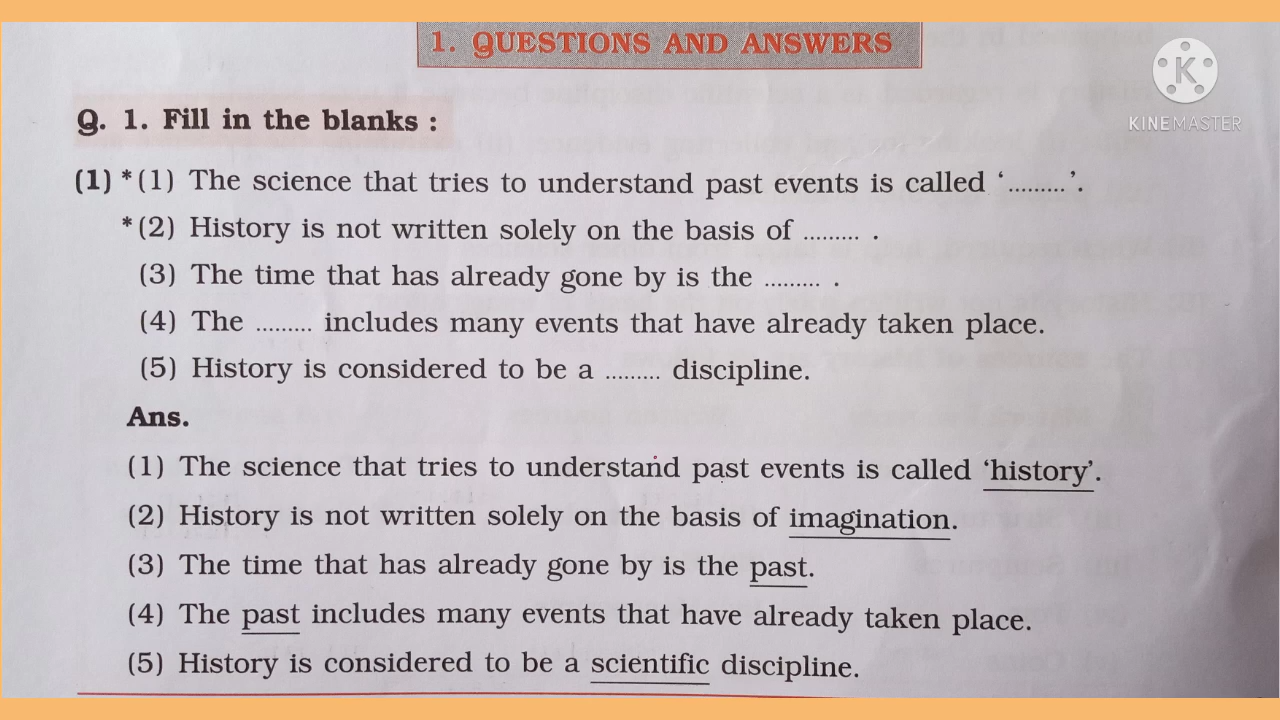 1. QUESTIONS AND ANSWERS
K
KINEMASTER
Q. 1. Fill in the blanks :
(1) *(1) The science that tries to understand past events is called ‘.........’.
*(2) History is not written solely on the basis of ......... .
(3) The time that has already gone by is the ......... .
(4) The ......... includes many events that have already taken place.
(5) History is considered to be a ......... discipline.
Ans.
(1) The science that tries to understand past events is called ‘history’.
(2) History is not written solely on the basis of imagination.
(3) The time that has already gone by is the past.
(4) The past includes many events that have already taken place.
(5) History is considered to be a scientific discipline.